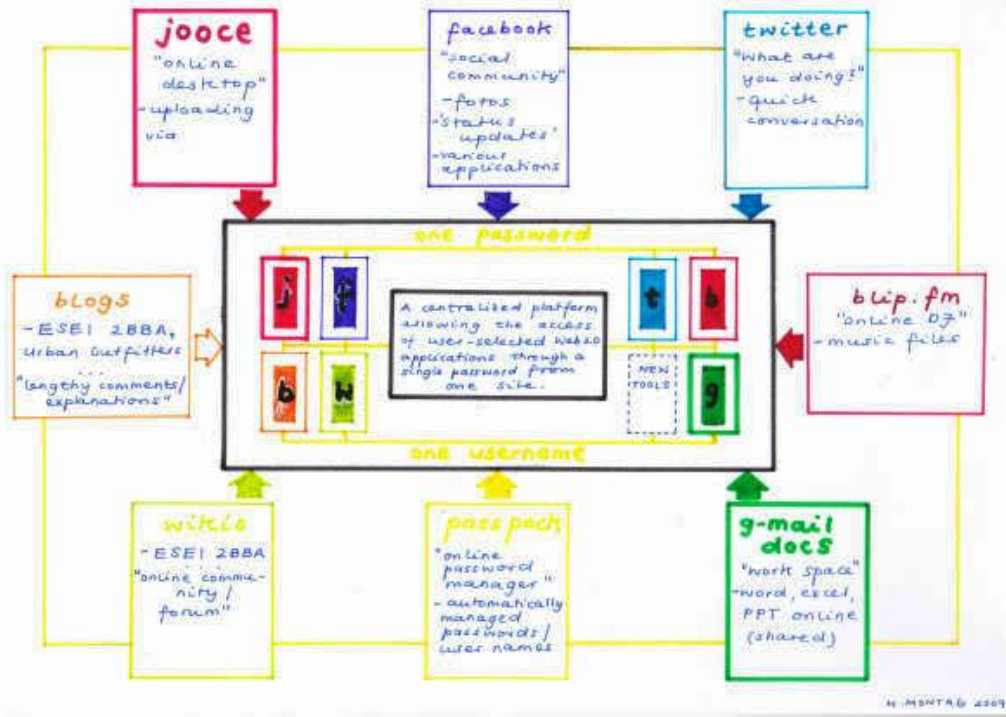 jooce
"online
desktop"
- uploading
via
facebook
"social
community"
- fotos
- 'status
updates'
- various
applications
twitter
"What are
you doing?"
- quick
conversation
one password
j
f
t
b
blogs
- ESEI 2BBA,
Urban Outfitters
...
"lengthy comments/
explanations"
A centralized platform
allowing the access
of user-selected Web2.0
applications through a
single password from
one site.
blip.fm
"online DJ"
- music files
b
w
NEW
TOOLS
g
one username
wikis
- ESEI 2BBA
....
"online commu-
nity /
forum"
passpack
"online
password
manager"
- automatically
managed
passwords/
user names
g-mail
docs
"work space"
- word, excel,
PPT online
(shared)
MONTAG